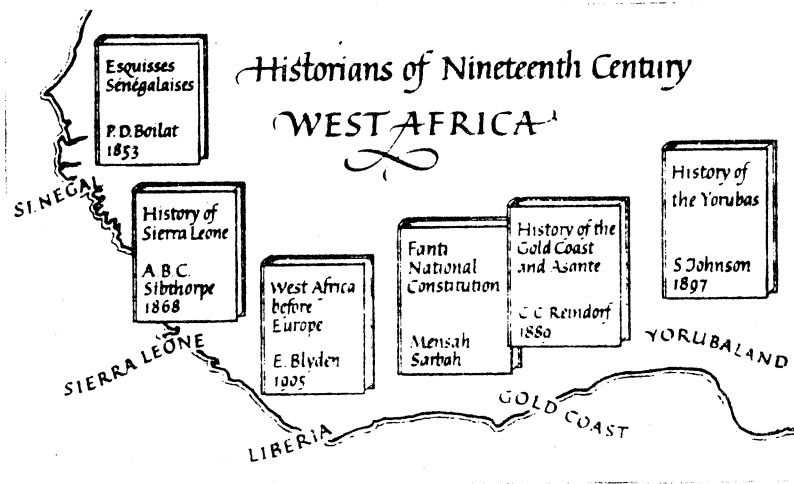 Historians of Nineteenth Century
WEST AFRICA
Esquisses
Sénégalaises
P. D. Boilat
1853
SENEGAL
History of
Sierra Leone
A. B. C.
Sibthorpe
1868
SIERRA LEONE
West Africa
before
Europe
E. Blyden
1905
LIBERIA
Fanti
National
Constitution
Mensah
Sarbah
History of the
Gold Coast
and Asante
C. C. Reindorf
1889
GOLD COAST
History of
the Yorubas
S Johnson
1897
YORUBALAND